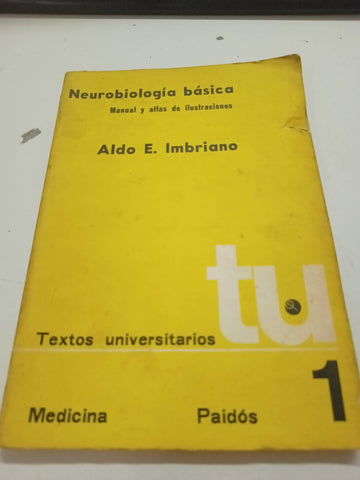 Neurobiología básica
Manual y atlas de ilustraciones
Aldo E. Imbriano
tu
Textos universitarios
1
Medicina Paidós